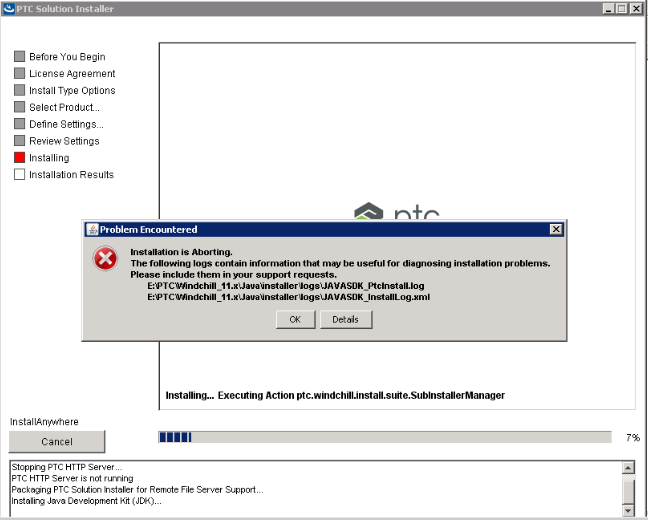 PTC Solution Installer
Before You Begin
License Agreement
Install Type Options
Select Product...
Define Settings...
Review Settings
Installing
Installation Results
ptc
Problem Encountered
Installation is Aborting.
The following logs contain information that may be useful for diagnosing installation problems.
Please include them in your support requests.
E:\PTC\Windchill_11.x\Java\installer\logs\JAVASDK_PtcInstall.log
E:\PTC\Windchill_11.x\Java\installer\logs\JAVASDK_InstallLog.xml
OK
Details
Installing... Executing Action ptc.windchill.install.suite.SubInstallerManager
InstallAnywhere
Cancel
7%
Stopping PTC HTTP Server...
PTC HTTP Server is not running
Packaging PTC Solution Installer for Remote File Server Support...
Installing Java Development Kit (JDK)...